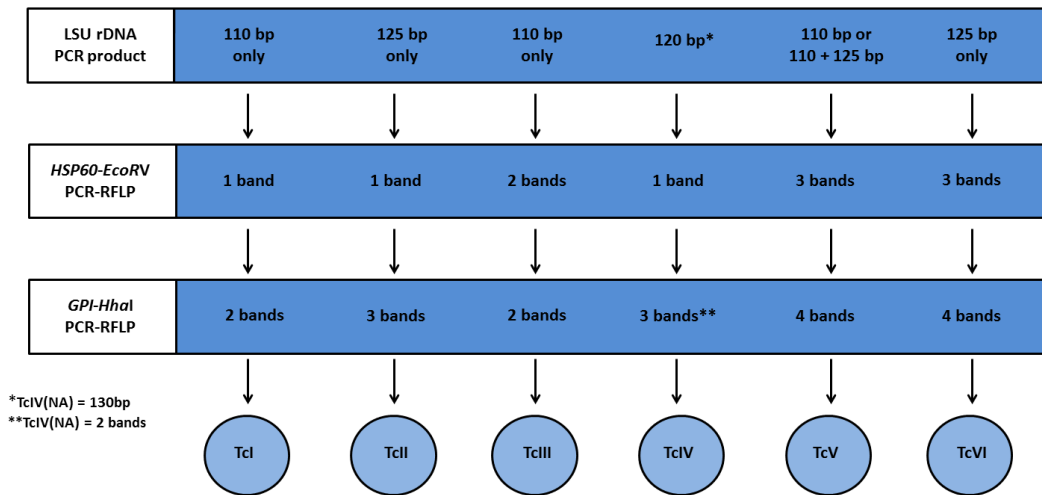 LSU rDNA
PCR product
110 bp
only
125 bp
only
110 bp
only
120 bp*
110 bp or
110 + 125 bp
125 bp
only
HSP60-EcoRV
PCR-RFLP
1 band
1 band
2 bands
1 band
3 bands
3 bands
GPI-HhaI
PCR-RFLP
2 bands
3 bands
2 bands
3 bands**
4 bands
4 bands
*TcIV(NA) = 130bp
**TcIV(NA) = 2 bands
TcI
TcII
TcIII
TcIV
TcV
TcVI